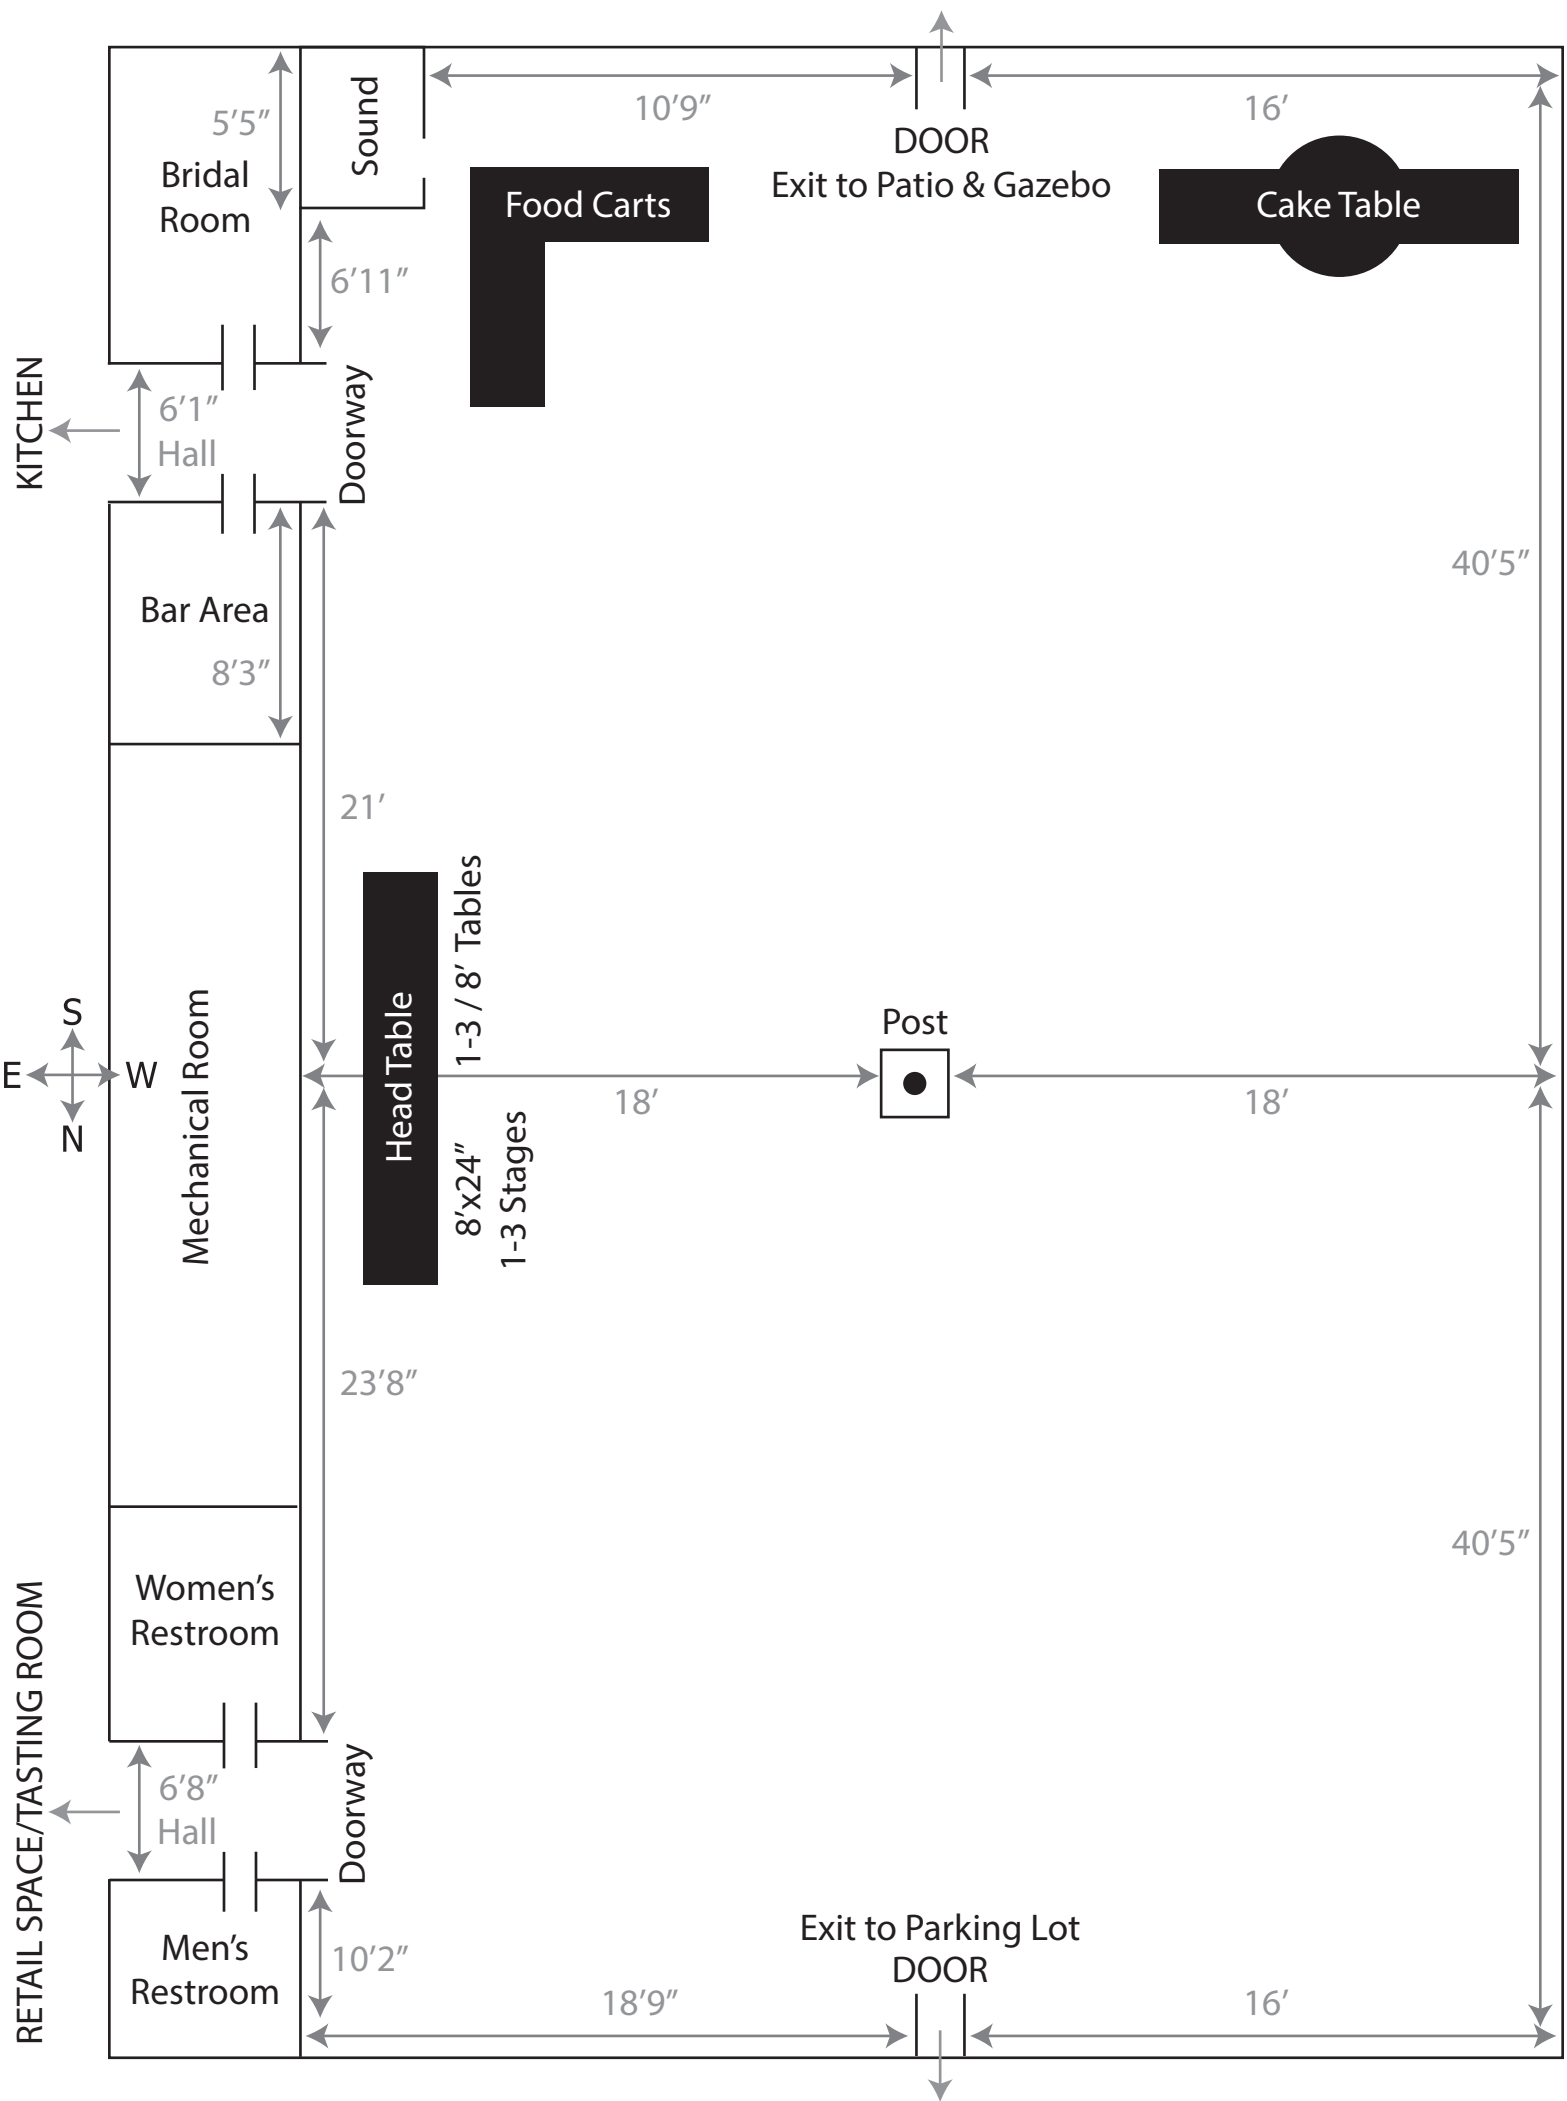 5’5”
Sound
10’9”
16’
DOOR
Exit to Patio & Gazebo
Bridal
Room
Food Carts
Cake Table
6’11”
KITCHEN
6’1”
Hall
Doorway
40’5”
Bar Area
8’3”
21’
1-3 / 8’ Tables
Head Table
Mechanical Room
S
E
W
N
Post
18’
18’
8’x24”
1-3 Stages
23’8”
40’5”
Women’s
Restroom
RETAIL SPACE/TASTING ROOM
6’8”
Hall
Doorway
Men’s
Restroom
10’2”
Exit to Parking Lot
DOOR
18’9”
16’